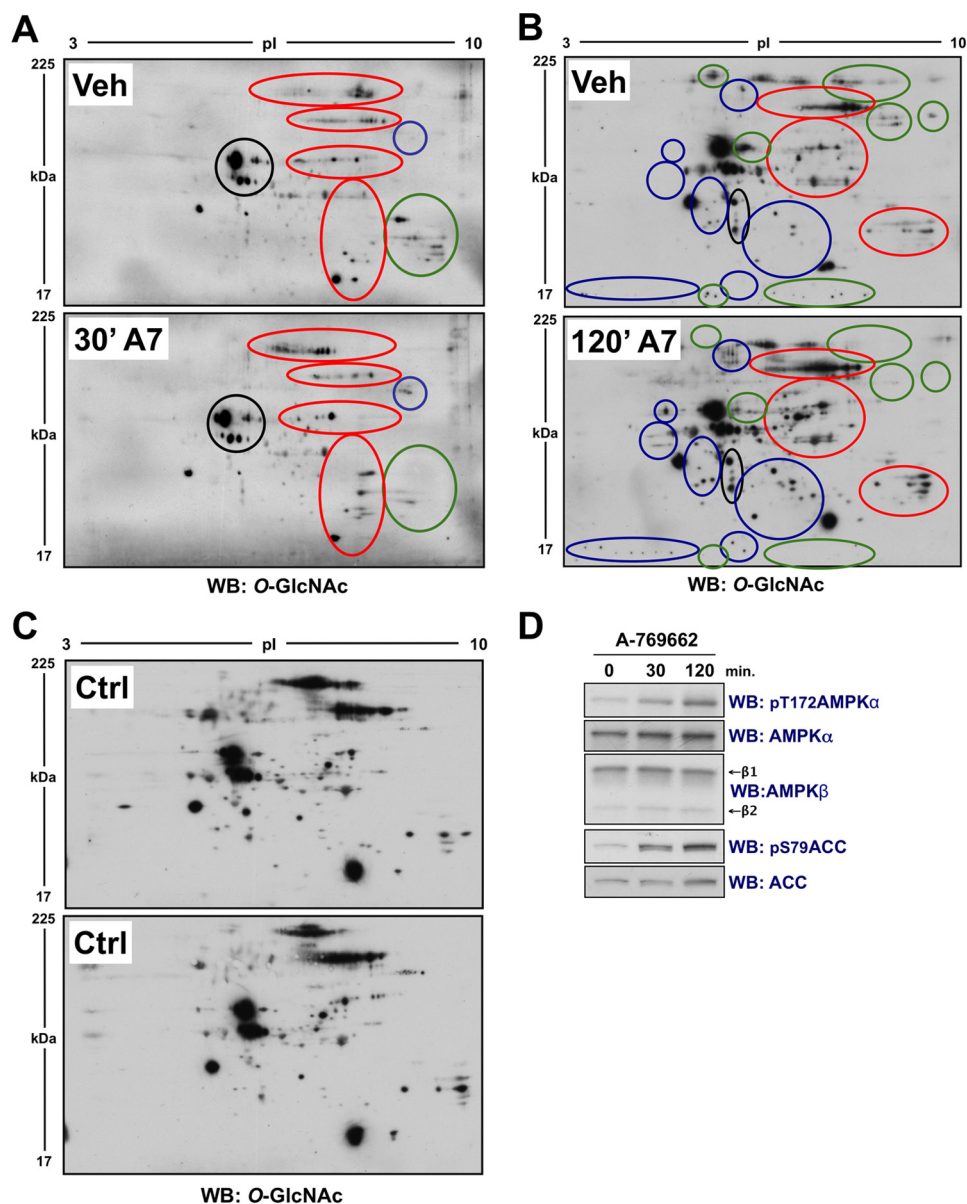 A
3 pI 10
225
Veh
kDa
17
225
30' A7
kDa
17
WB: O-GlcNAc
B
3 pI 10
225
Veh
kDa
17
225
120' A7
kDa
17
WB: O-GlcNAc
C
3 pI 10
225
Ctrl
kDa
17
225
Ctrl
kDa
17
WB: O-GlcNAc
D
A-769662
0 30 120 min.
WB: pT172AMPKα
WB: AMPKα
←β1
WB:AMPKβ
←β2
WB: pS79ACC
WB: ACC